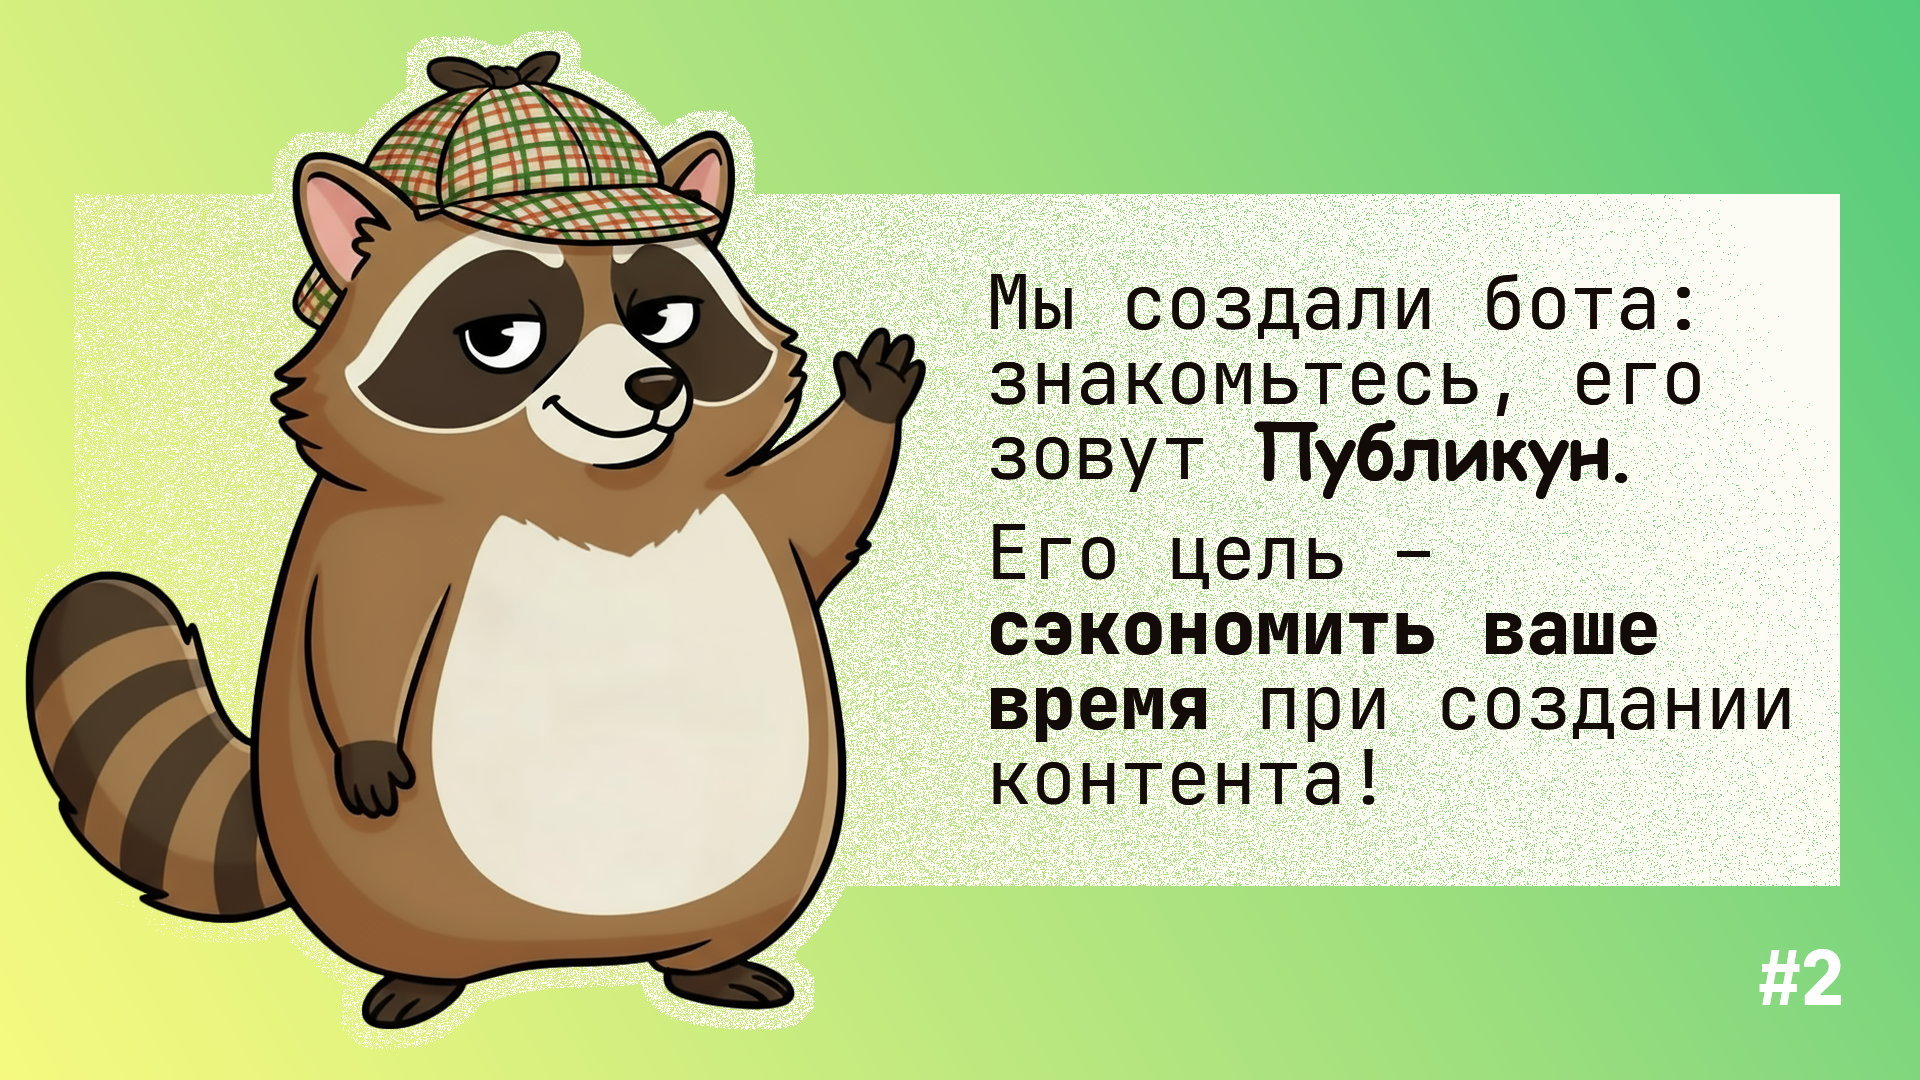 Мы создали бота:
знакомьтесь, его
зовут Публикун.
Его цель –
сэкономить ваше
время при создании
контента!
#2